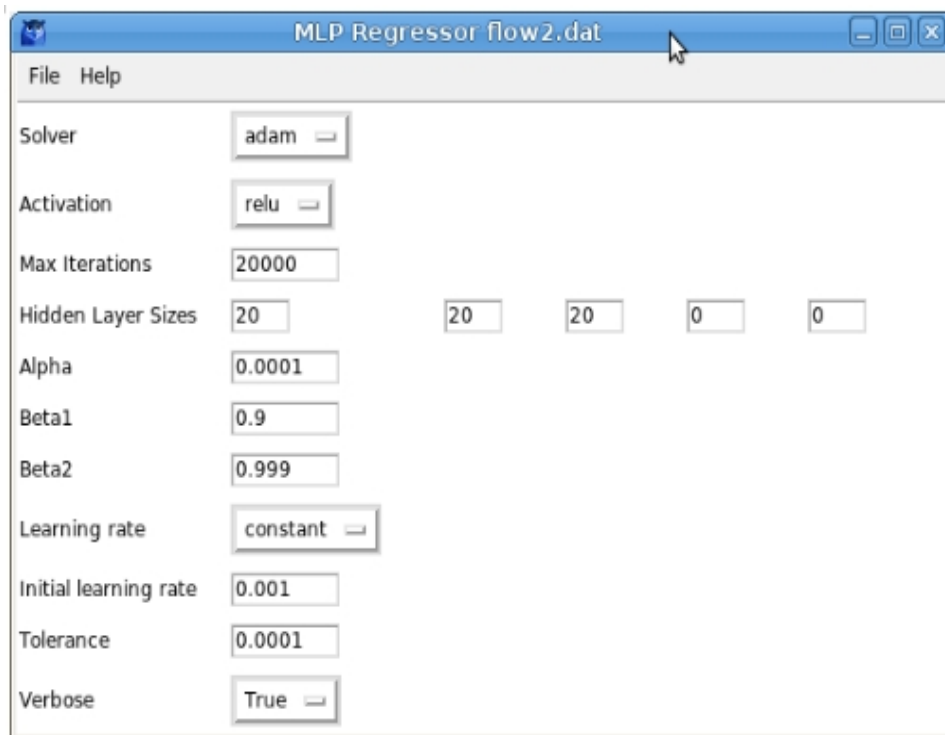 MLP Regressor flow2.dat
File Help
Solver adam
Activation relu
Max Iterations 20000
Hidden Layer Sizes 20 20 20 0 0
Alpha 0.0001
Beta1 0.9
Beta2 0.999
Learning rate constant
Initial learning rate 0.001
Tolerance 0.0001
Verbose True